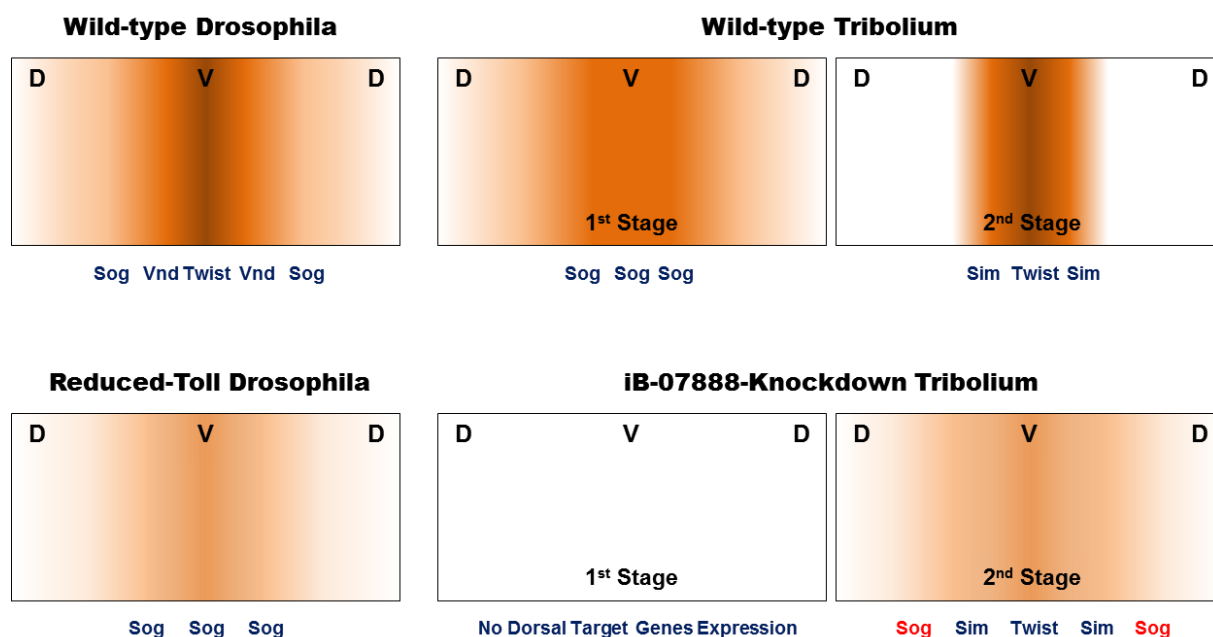 Wild-type Drosophila
Wild-type Tribolium
D V D
D V D
1st Stage
D V D
2nd Stage
Sog Vnd Twist Vnd Sog
Sog Sog Sog
Sim Twist Sim
Reduced-Toll Drosophila
iB-07888-Knockdown Tribolium
D V D
D V D
1st Stage
D V D
2nd Stage
Sog Sog Sog
No Dorsal Target Genes Expression
Sog Sim Twist Sim Sog